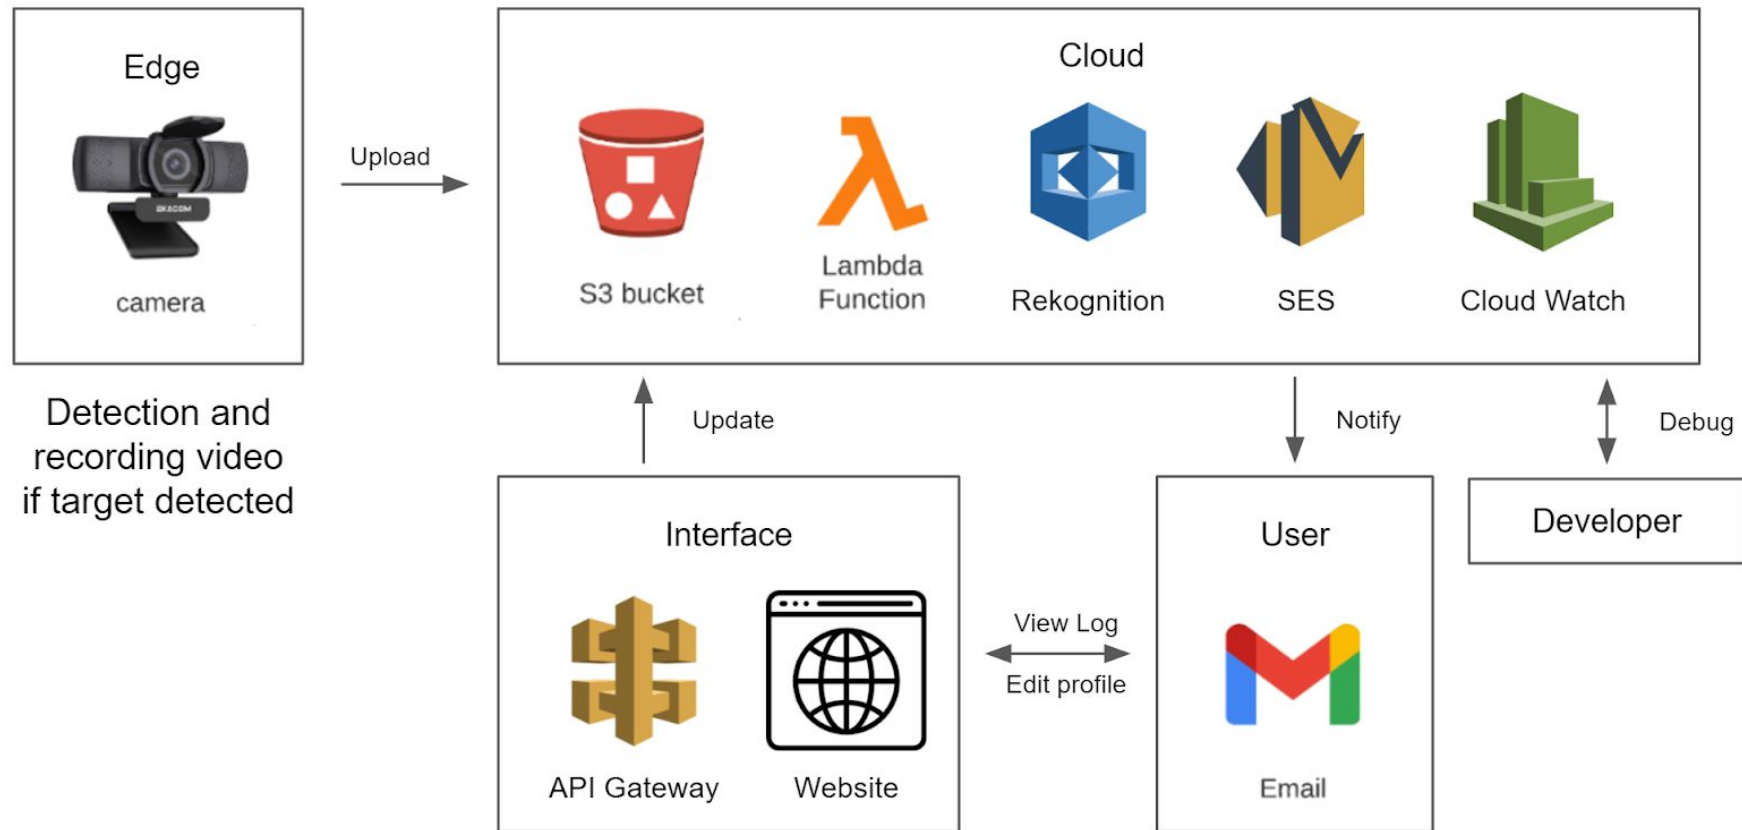 Edge
EKACOM
camera
Detection and
recording video
if target detected
Upload
Cloud
S3 bucket
Lambda
Function
Rekognition
SES
Cloud Watch
Update
Notify
Debug
Interface
API Gateway
Website
View Log
Edit profile
User
Email
Developer